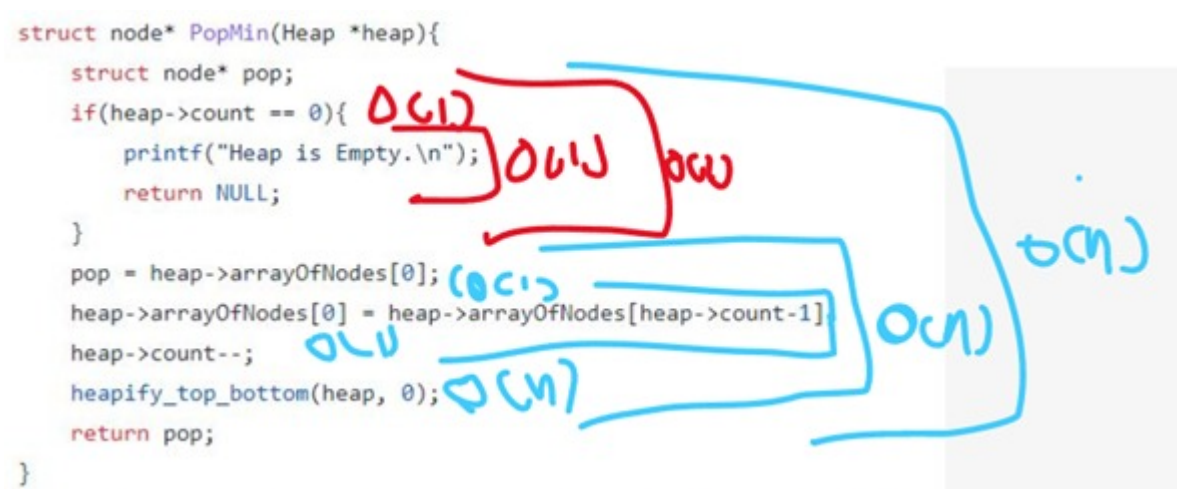 struct node* PopMin(Heap *heap){
struct node* pop;
if(heap->count == 0){ O(1)
printf("Heap is Empty.\n");
O(1) O(1)
return NULL;
}
O(n)
pop = heap->arrayOfNodes[0]; O(1)
heap->arrayOfNodes[0] = heap->arrayOfNodes[heap->count-1]
O(n)
heap->count--; O(1)
heapify_top_bottom(heap, 0); O(n)
return pop;
}